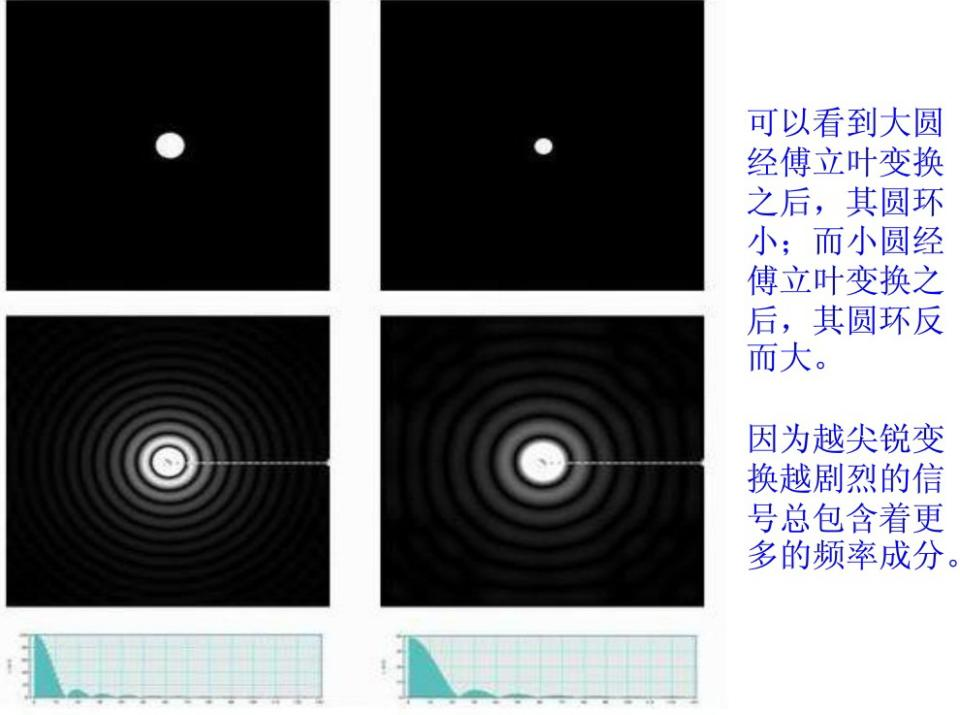 可以看到大圆
经傅立叶变换
之后，其圆环
小；而小圆经
傅立叶变换之
后，其圆环反
而大。
因为越尖锐变
换越剧烈的信
号总包含着更
多的频率成分。